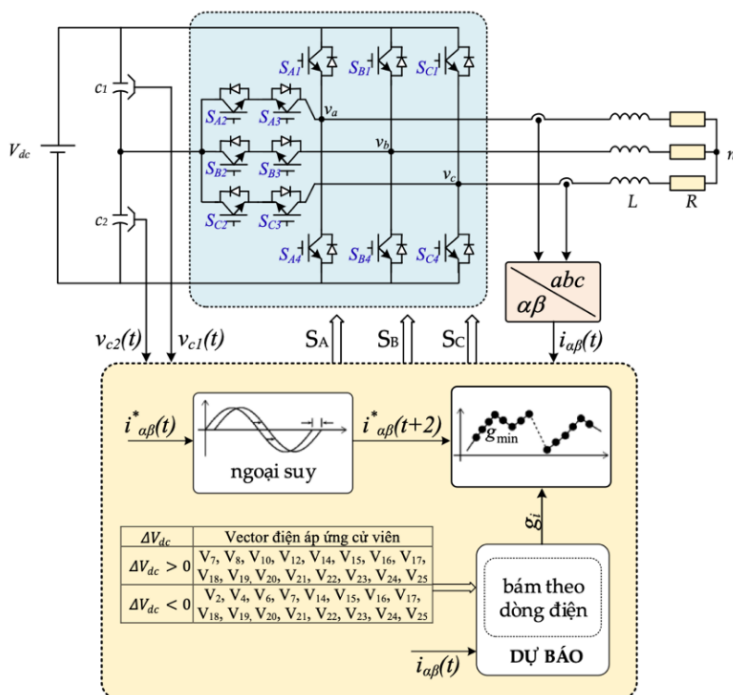 S_A1 S_B1 S_C1
c1
S_A2 S_A3
v_a
V_dc
S_B2 S_B3
v_b
n
S_C2 S_C3
v_c
L R
c2
S_A4 S_B4 S_C4
abc
αβ
v_c2(t) v_c1(t) S_A S_B S_C i_αβ(t)
i*_αβ(t) i*_αβ(t+2) g_min
ngoại suy
g_i
ΔV_dc Vector điện áp ứng cử viên
ΔV_dc > 0 V7, V8, V10, V12, V14, V15, V16, V17,
V18, V19, V20, V21, V22, V23, V24, V25
ΔV_dc < 0 V2, V4, V6, V7, V14, V15, V16, V17,
V18, V19, V20, V21, V22, V23, V24, V25
bám theo
dòng điện
i_αβ(t) DỰ BÁO